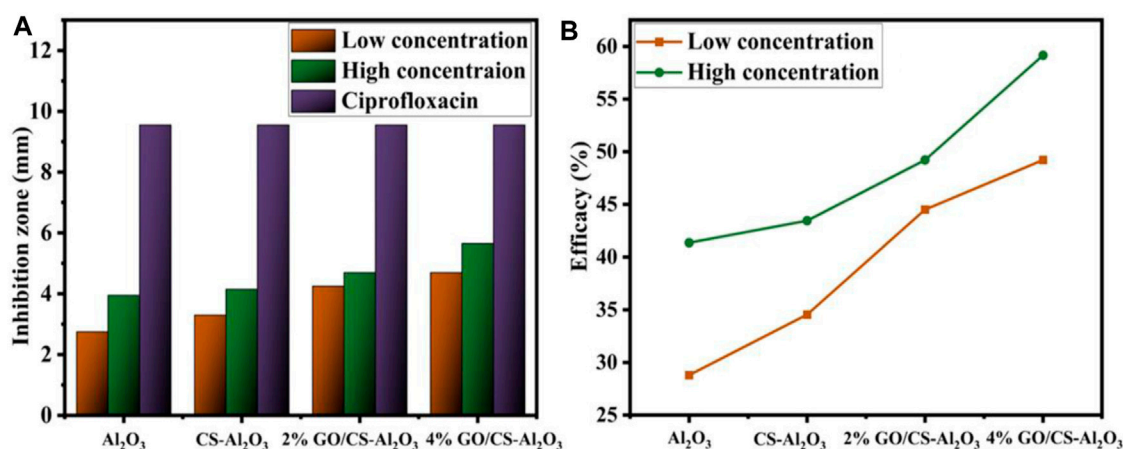 A
Inhibition zone (mm)
12
10
8
6
4
2
0
Low concentration
High concentraion
Ciprofloxacin
Al₂O₃
CS-Al₂O₃
2% GO/CS-Al₂O₃
4% GO/CS-Al₂O₃
B
Efficacy (%)
60
55
50
45
40
35
30
25
Low concentration
High concentration
Al₂O₃
CS-Al₂O₃
2% GO/CS-Al₂O₃
4% GO/CS-Al₂O₃